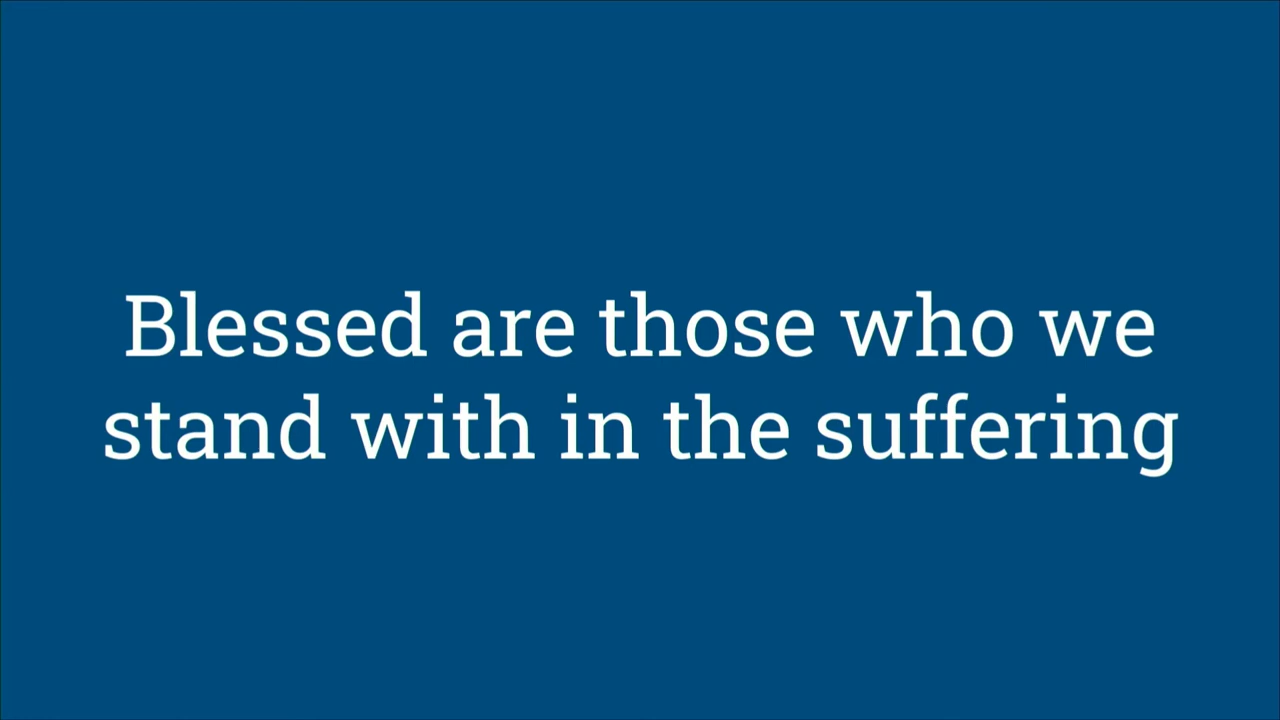 Blessed are those who we
stand with in the suffering